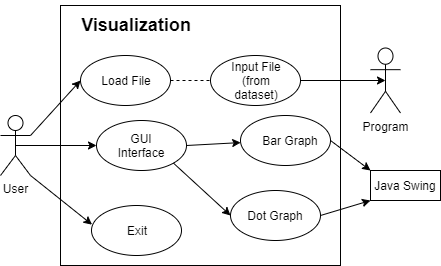 Visualization
Load File
Input File
(from
dataset)
Program
GUI
Interface
Bar Graph
User
Java Swing
Dot Graph
Exit